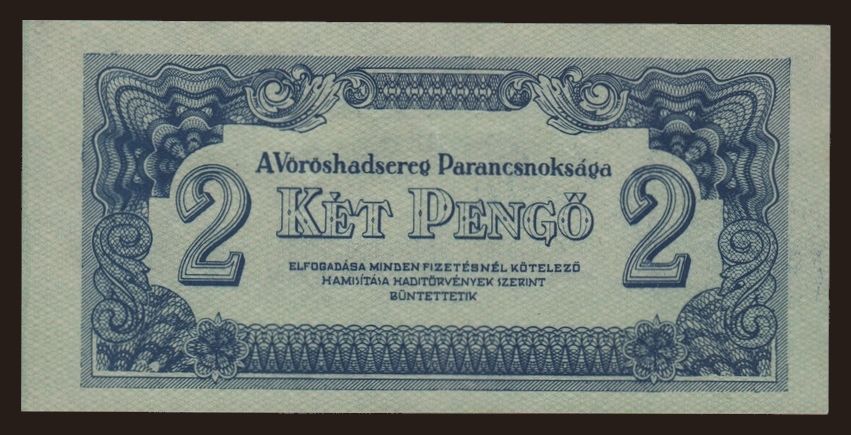 A Vöröshadsereg Parancsnoksága
2 KÉT PENGŐ 2
ELFOGADÁSA MINDEN FIZETÉSNÉL KÖTELEZŐ
HAMISÍTÁSA HADITÖRVÉNYEK SZERINT
BÜNTETTETIK